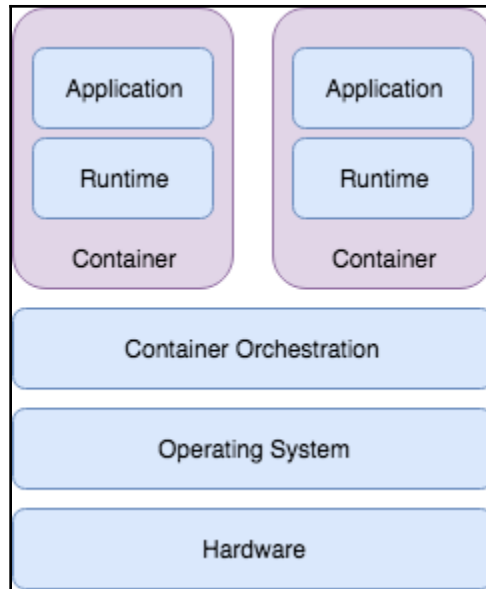 Application
Application
Runtime
Runtime
Container
Container
Container Orchestration
Operating System
Hardware